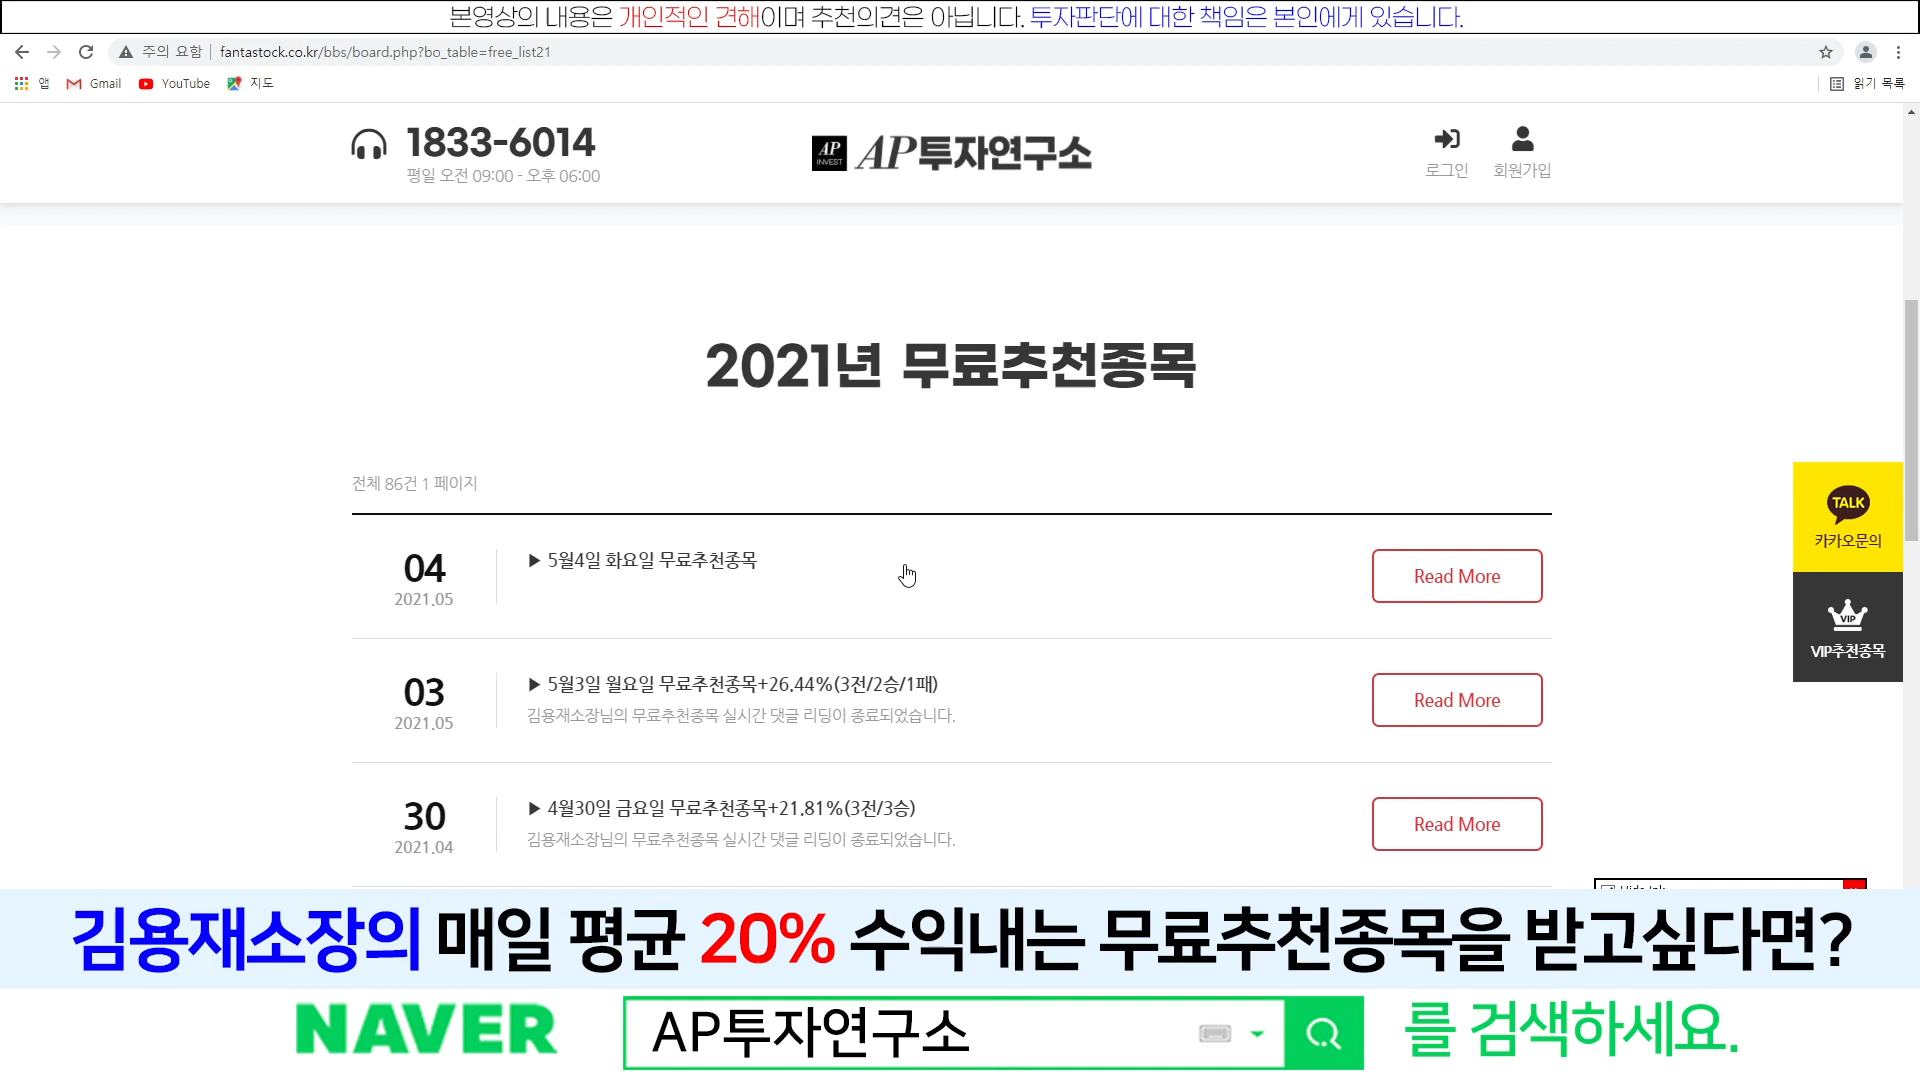 본영상의 내용은 개인적인 견해이며 추천의견은 아닙니다. 투자판단에 대한 책임은 본인에게 있습니다.
주의 요함 | fantastock.co.kr/bbs/board.php?bo_table=free_list21
앱 Gmail YouTube 지도 읽기 목록
1833-6014
평일 오전 09:00 - 오후 06:00
AP INVEST AP투자연구소
로그인 회원가입
2021년 무료추천종목
전체 86건 1 페이지
04
2021.05
▶ 5월4일 화요일 무료추천종목
Read More
03
2021.05
▶ 5월3일 월요일 무료추천종목+26.44%(3전/2승/1패)
김용재소장님의 무료추천종목 실시간 댓글 리딩이 종료되었습니다.
Read More
30
2021.04
▶ 4월30일 금요일 무료추천종목+21.81%(3전/3승)
김용재소장님의 무료추천종목 실시간 댓글 리딩이 종료되었습니다.
Read More
TALK
카카오문의
VIP
VIP추천종목
김용재소장의 매일 평균 20% 수익내는 무료추천종목을 받고싶다면?
NAVER AP투자연구소 를 검색하세요.